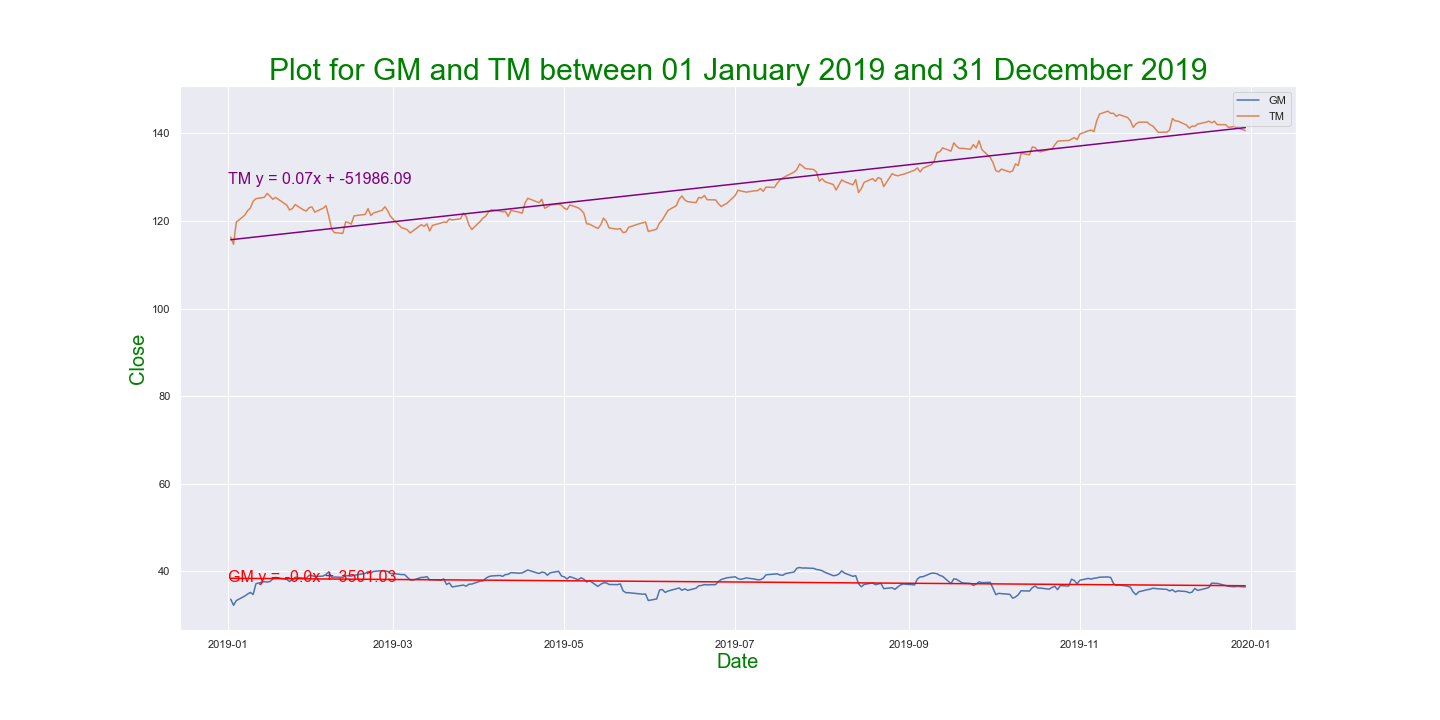 Plot for GM and TM between 01 January 2019 and 31 December 2019
GM
TM
140
TM y = 0.07x + -51986.09
120
100
Close
80
60
40
GM y = -0.0x + 3501.03
2019-01 2019-03 2019-05 2019-07 2019-09 2019-11 2020-01
Date